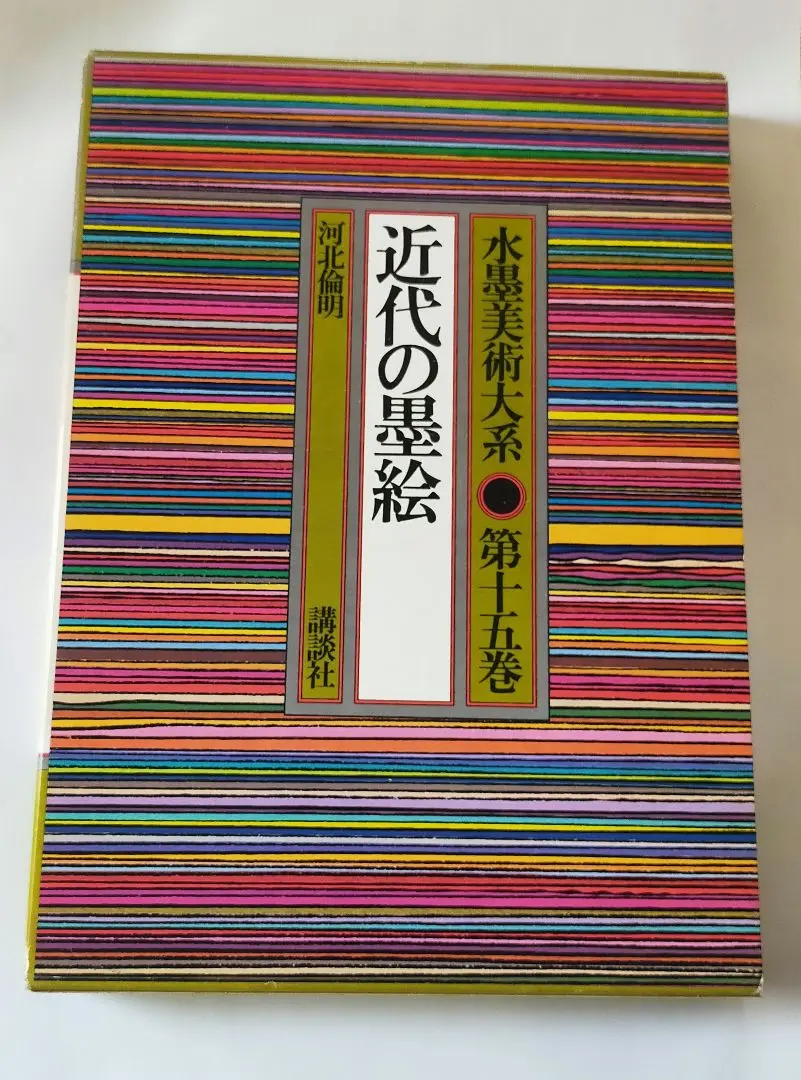 水墨美術大系●第十五巻
近代の墨絵
河北倫明
講談社